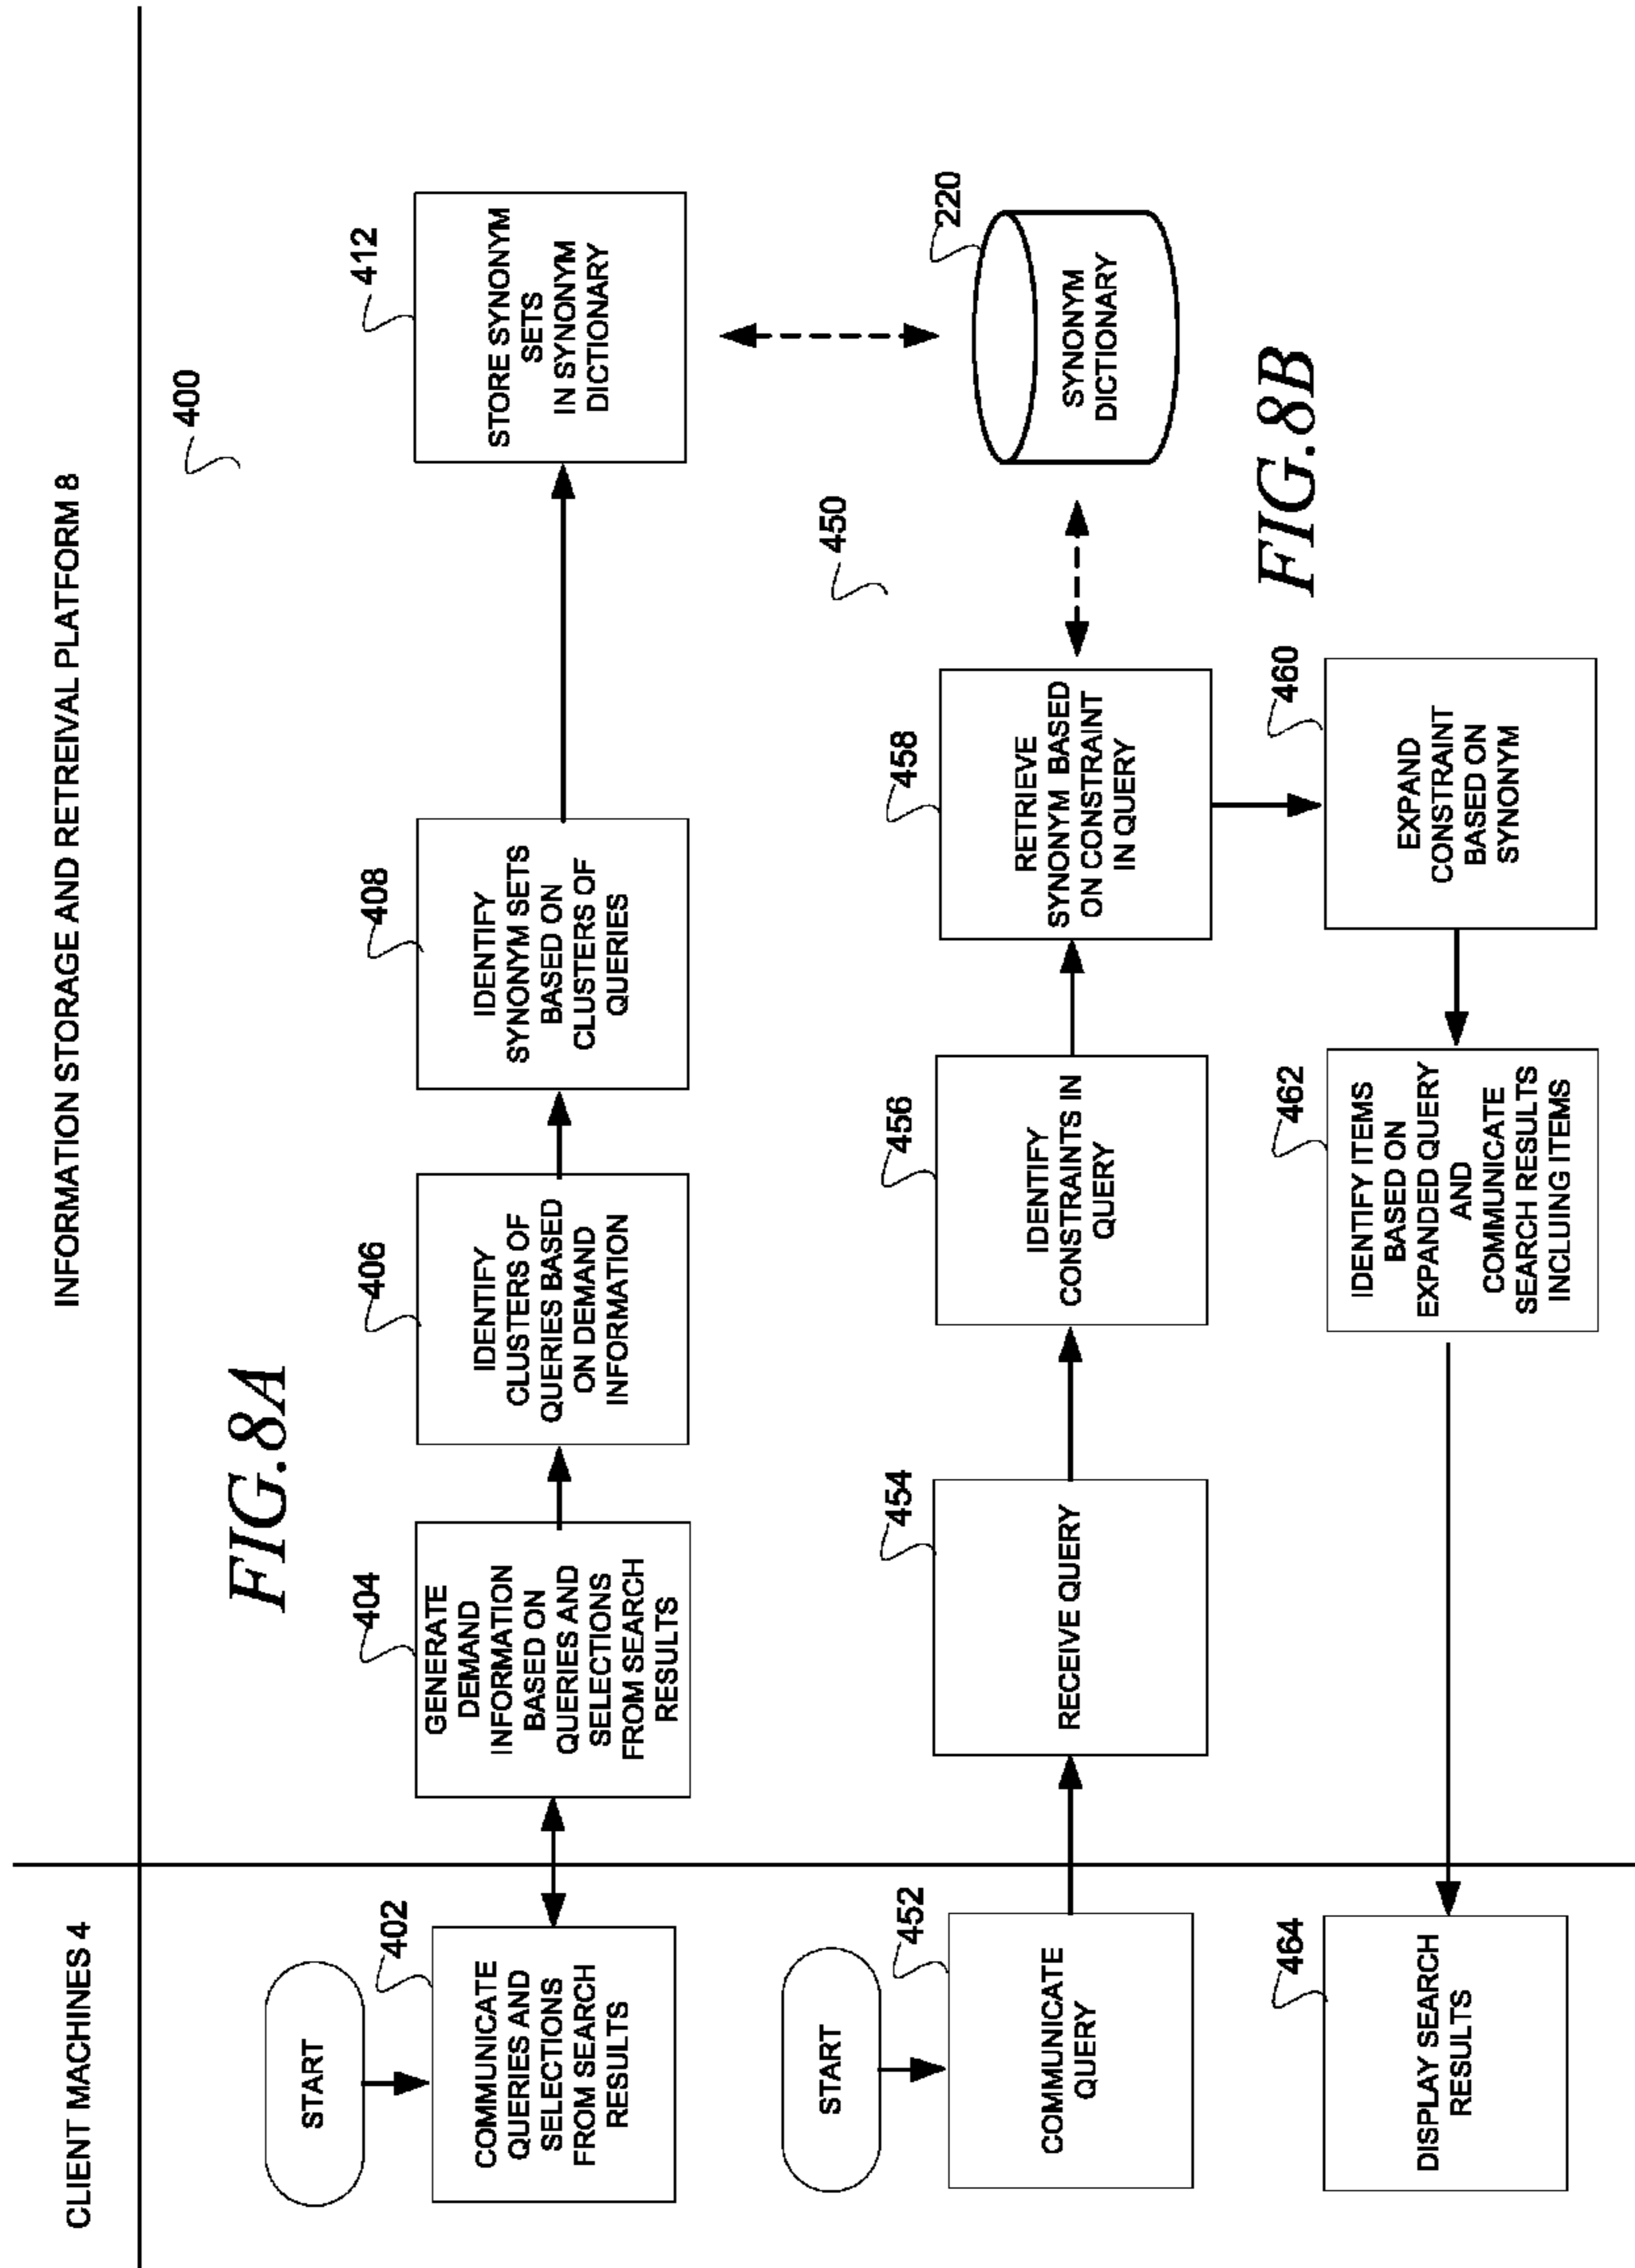 CLIENT MACHINES 4
INFORMATION STORAGE AND RETREIVAL PLATFORM 8
FIG.8A
400
START
402
COMMUNICATE
QUERIES AND
SELECTIONS
FROM SEARCH
RESULTS
404
GENERATE
DEMAND
INFORMATION
BASED ON
QUERIES AND
SELECTIONS
FROM SEARCH
RESULTS
406
IDENTIFY
CLUSTERS OF
QUERIES BASED
ON DEMAND
INFORMATION
408
IDENTIFY
SYNONYM SETS
BASED ON
CLUSTERS OF
QUERIES
412
STORE SYNONYM
SETS
IN SYNONYM
DICTIONARY
450
START
452
COMMUNICATE
QUERY
454
RECEIVE QUERY
456
IDENTIFY
CONSTRAINTS IN
QUERY
458
RETRIEVE
SYNONYM BASED
ON CONSTRAINT
IN QUERY
220
SYNONYM
DICTIONARY
FIG.8B
460
EXPAND
CONSTRAINT
BASED ON
SYNONYM
462
IDENTIFY ITEMS
BASED ON
EXPANDED QUERY
AND
COMMUNICATE
SEARCH RESULTS
INCLUING ITEMS
464
DISPLAY SEARCH
RESULTS